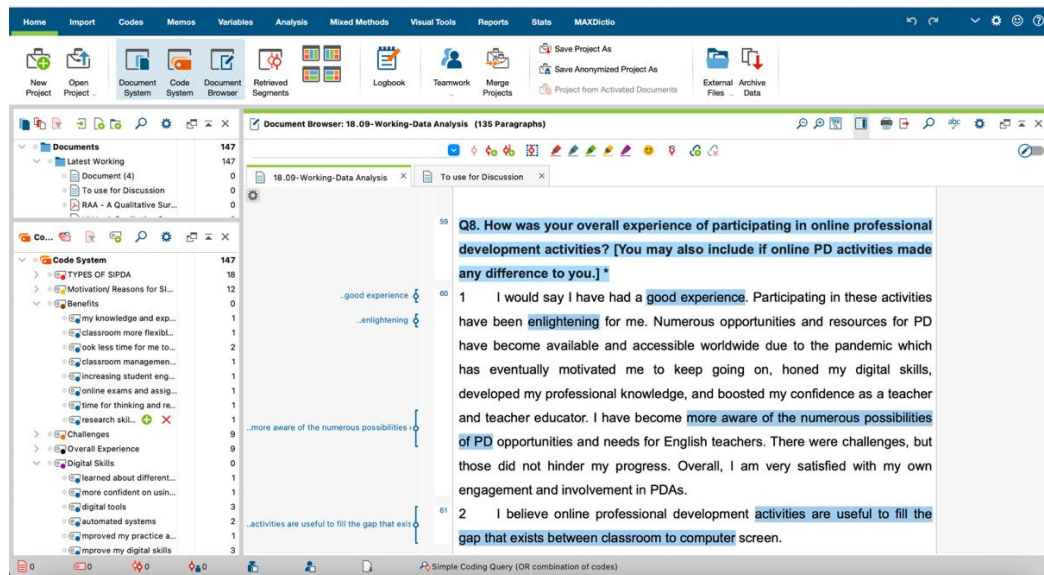 Home Import Codes Memos Variables Analysis Mixed Methods Visual Tools Reports Stats MAXDictio
New Project
Open Project
Document System
Code System
Document Browser
Retrieved Segments
Logbook
Teamwork
Merge Projects
Save Project As
Save Anonymized Project As
Project from Activated Documents
External Files
Archive Data
Documents 147
Latest Working 147
Document (4) 0
To use for Discussion 0
RAA - A Qualitative Sur... 0
Co...
Code System 147
TYPES OF SIPDA 18
Motivation/ Reasons for SI... 12
Benefits 0
my knowledge and exp... 1
classroom more flexibl... 1
ook less time for me to... 2
classroom managemen... 1
increasing student eng... 1
online exams and assig... 1
time for thinking and re... 1
research skil... 1
Challenges 9
Overall Experience 9
Digital Skills 0
learned about different... 1
more confident on usin... 1
digital tools 3
automated systems 2
mproved my practice a... 1
mprove my digital skills 3
Document Browser: 18.09-Working-Data Analysis (135 Paragraphs)
abc
18.09-Working-Data Analysis × To use for Discussion ×
59 Q8. How was your overall experience of participating in online professional
development activities? [You may also include if online PD activities made
any difference to you.] *
..good experience 60 1 I would say I have had a good experience. Participating in these activities
..enlightening have been enlightening for me. Numerous opportunities and resources for PD
have become available and accessible worldwide due to the pandemic which
has eventually motivated me to keep going on, honed my digital skills,
developed my professional knowledge, and boosted my confidence as a teacher
and teacher educator. I have become more aware of the numerous possibilities
..more aware of the numerous possibilities of PD opportunities and needs for English teachers. There were challenges, but
those did not hinder my progress. Overall, I am very satisfied with my own
engagement and involvement in PDAs.
61 2 I believe online professional development activities are useful to fill the
..activities are useful to fill the gap that exis gap that exists between classroom to computer screen.
0 0 0 0 Simple Coding Query (OR combination of codes)